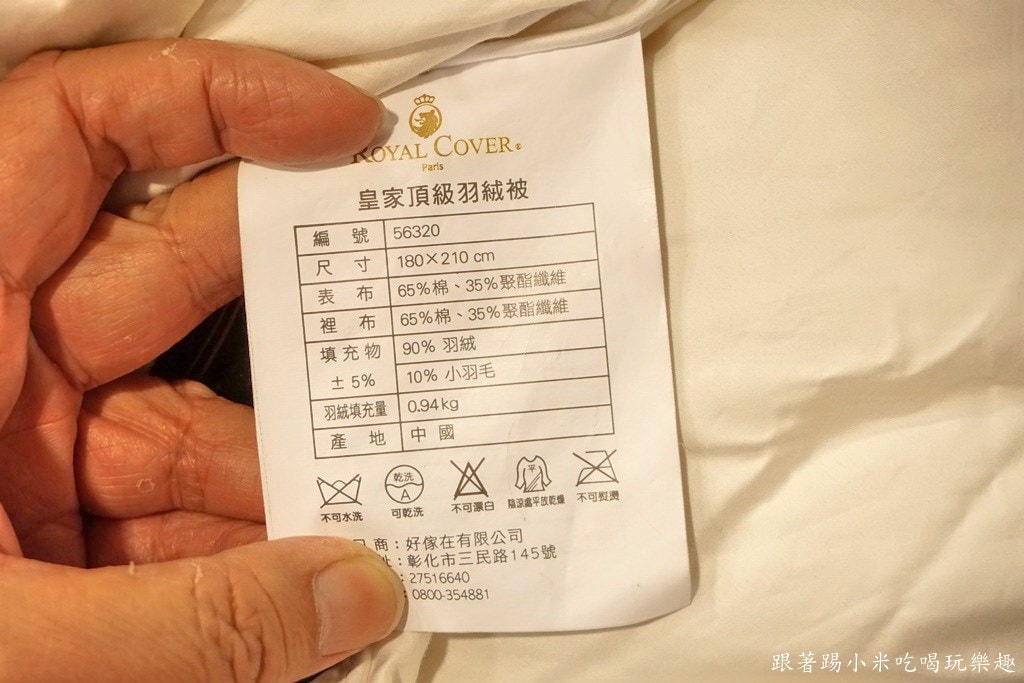 ROYAL COVER®
Paris
皇家頂級羽絨被
編號 56320
尺寸 180×210 cm
表布 65%棉、35%聚酯纖維
裡布 65%棉、35%聚酯纖維
填充物 90% 羽絨
±5% 10% 小羽毛
羽絨填充量 0.94kg
產地 中國
乾洗 平
A
不可水洗 可乾洗 不可漂白 陰涼處平放乾燥 不可熨燙
商：好傢在有限公司
：彰化市三民路145號
：27516640
：0800-354881
跟著踢小米吃喝玩樂趣